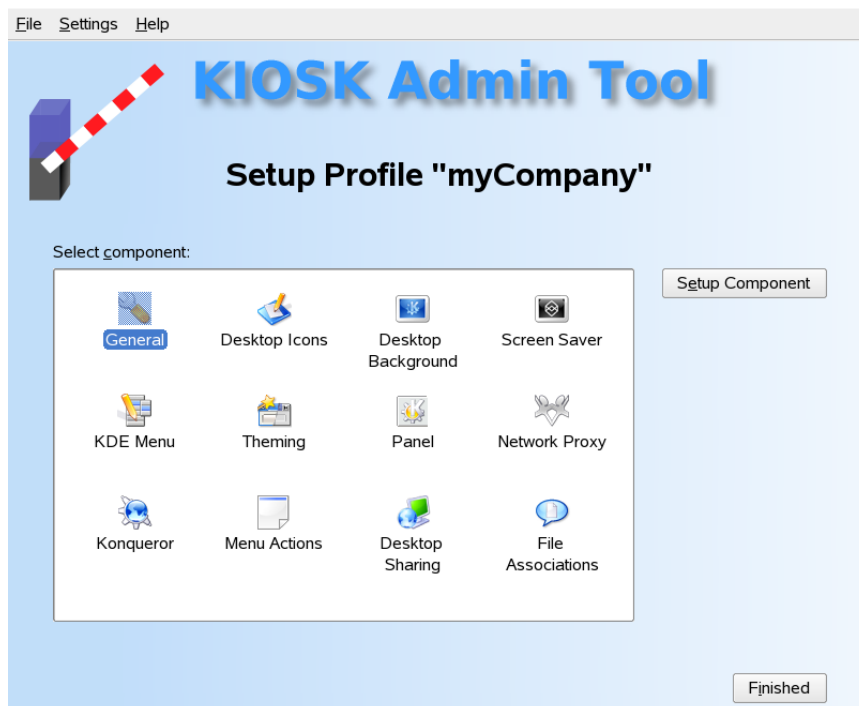 File Settings Help
KIOSK Admin Tool
Setup Profile "myCompany"
Select component:
Setup Component
General
Desktop Icons
Desktop
Background
Screen Saver
KDE Menu
Theming
Panel
Network Proxy
Konqueror
Menu Actions
Desktop
Sharing
File
Associations
Finished